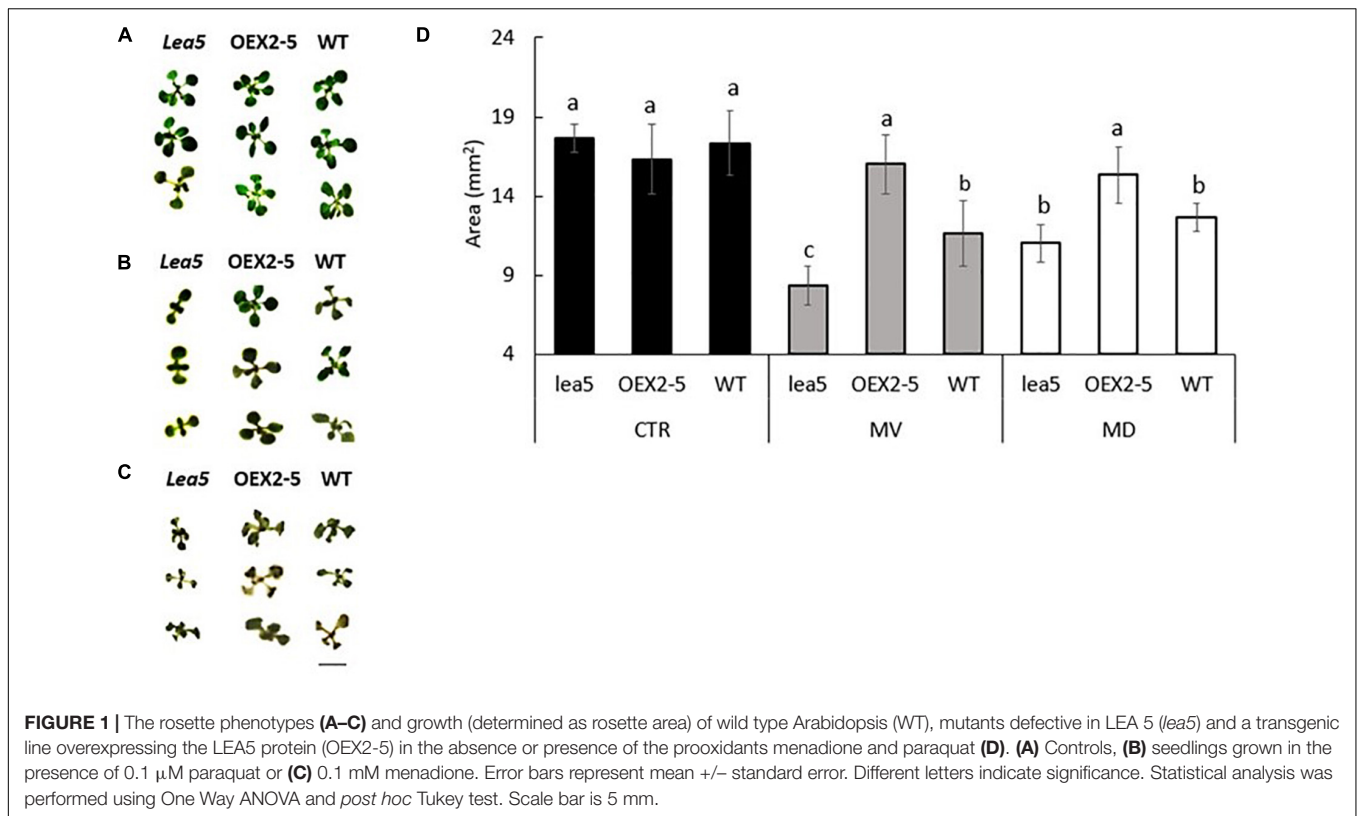 A
Lea5 OEX2-5 WT
B
Lea5 OEX2-5 WT
C
Lea5 OEX2-5 WT
D
Area (mm²)
24
19
14
9
4
a a a c a b b a b
lea5 OEX2-5 WT lea5 OEX2-5 WT lea5 OEX2-5 WT
CTR MV MD
FIGURE 1 | The rosette phenotypes (A–C) and growth (determined as rosette area) of wild type Arabidopsis (WT), mutants defective in LEA 5 (lea5) and a transgenic
line overexpressing the LEA5 protein (OEX2-5) in the absence or presence of the prooxidants menadione and paraquat (D). (A) Controls, (B) seedlings grown in the
presence of 0.1 μM paraquat or (C) 0.1 mM menadione. Error bars represent mean +/– standard error. Different letters indicate significance. Statistical analysis was
performed using One Way ANOVA and post hoc Tukey test. Scale bar is 5 mm.